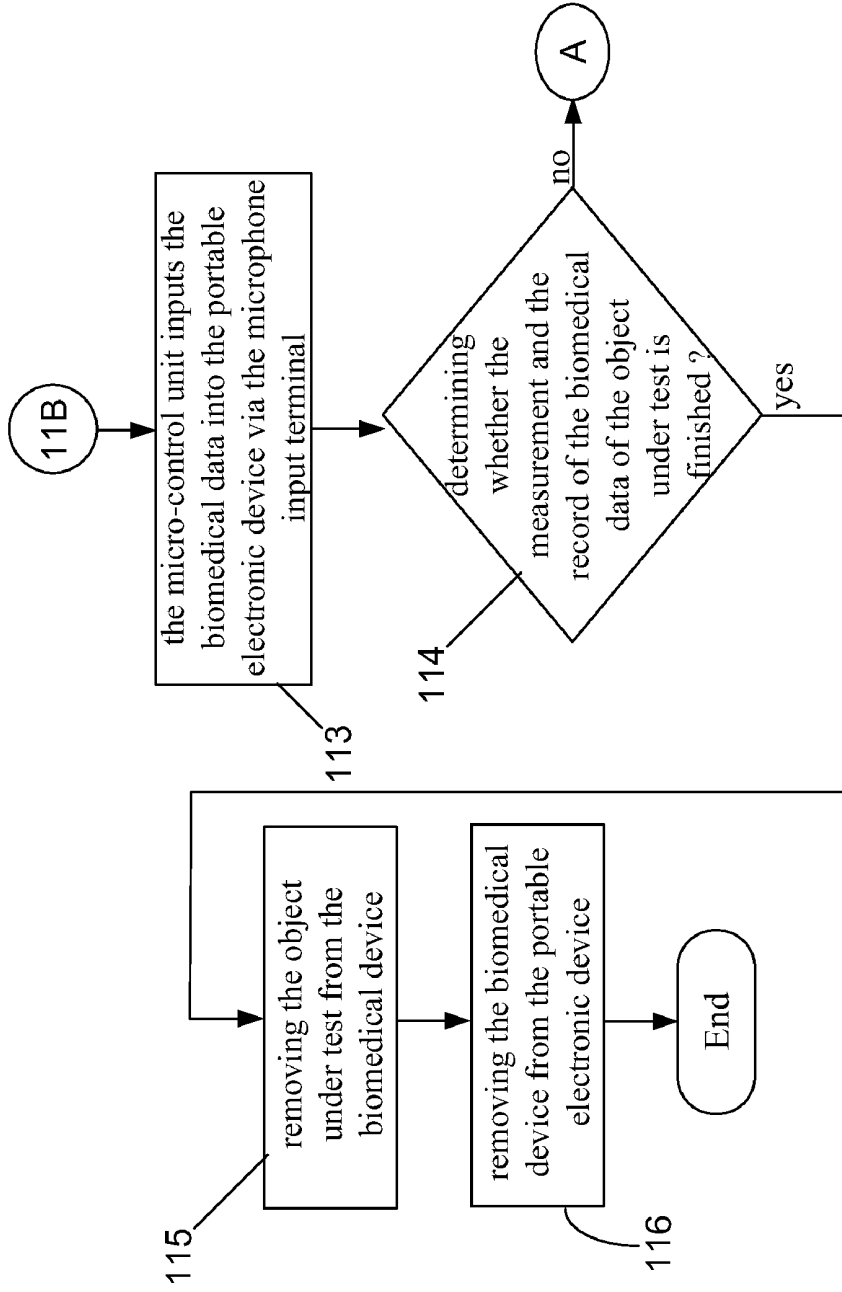 11B
the micro-control unit inputs the
biomedical data into the portable
electronic device via the microphone
input terminal
113
determining
whether the
measurement and the
record of the biomedical
data of the object
under test is
finished ?
114
no
A
yes
removing the object
under test from the
biomedical device
115
removing the biomedical
device from the portable
electronic device
116
End